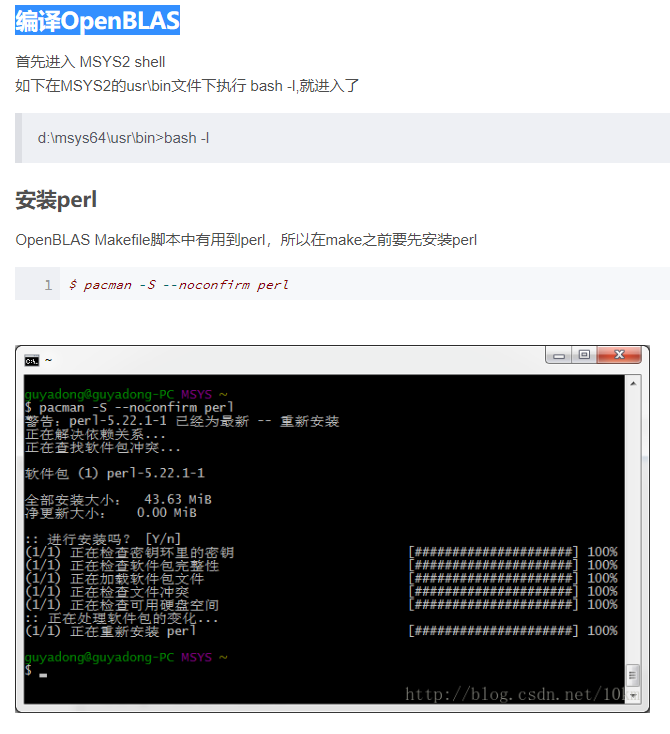 编译OpenBLAS
首先进入 MSYS2 shell
如下在MSYS2的usr\bin文件下执行 bash -l,就进入了
d:\msys64\usr\bin>bash -l
安装perl
OpenBLAS Makefile脚本中有用到perl，所以在make之前要先安装perl
1 $ pacman -S --noconfirm perl
~
guyadong@guyadong-PC MSYS ~
$ pacman -S --noconfirm perl
警告：perl-5.22.1-1 已经为最新 -- 重新安装
正在解决依赖关系...
正在查找软件包冲突...
软件包 (1) perl-5.22.1-1
全部安装大小： 43.63 MiB
净更新大小： 0.00 MiB
:: 进行安装吗？ [Y/n]
(1/1) 正在检查密钥环里的密钥 [#####################] 100%
(1/1) 正在检查软件包完整性 [#####################] 100%
(1/1) 正在加载软件包文件 [#####################] 100%
(1/1) 正在检查文件冲突 [#####################] 100%
(1/1) 正在检查可用硬盘空间 [#####################] 100%
:: 正在处理软件包的变化...
(1/1) 正在重新安装 perl [#####################] 100%
guyadong@guyadong-PC MSYS ~
$
http://blog.csdn.net/10k